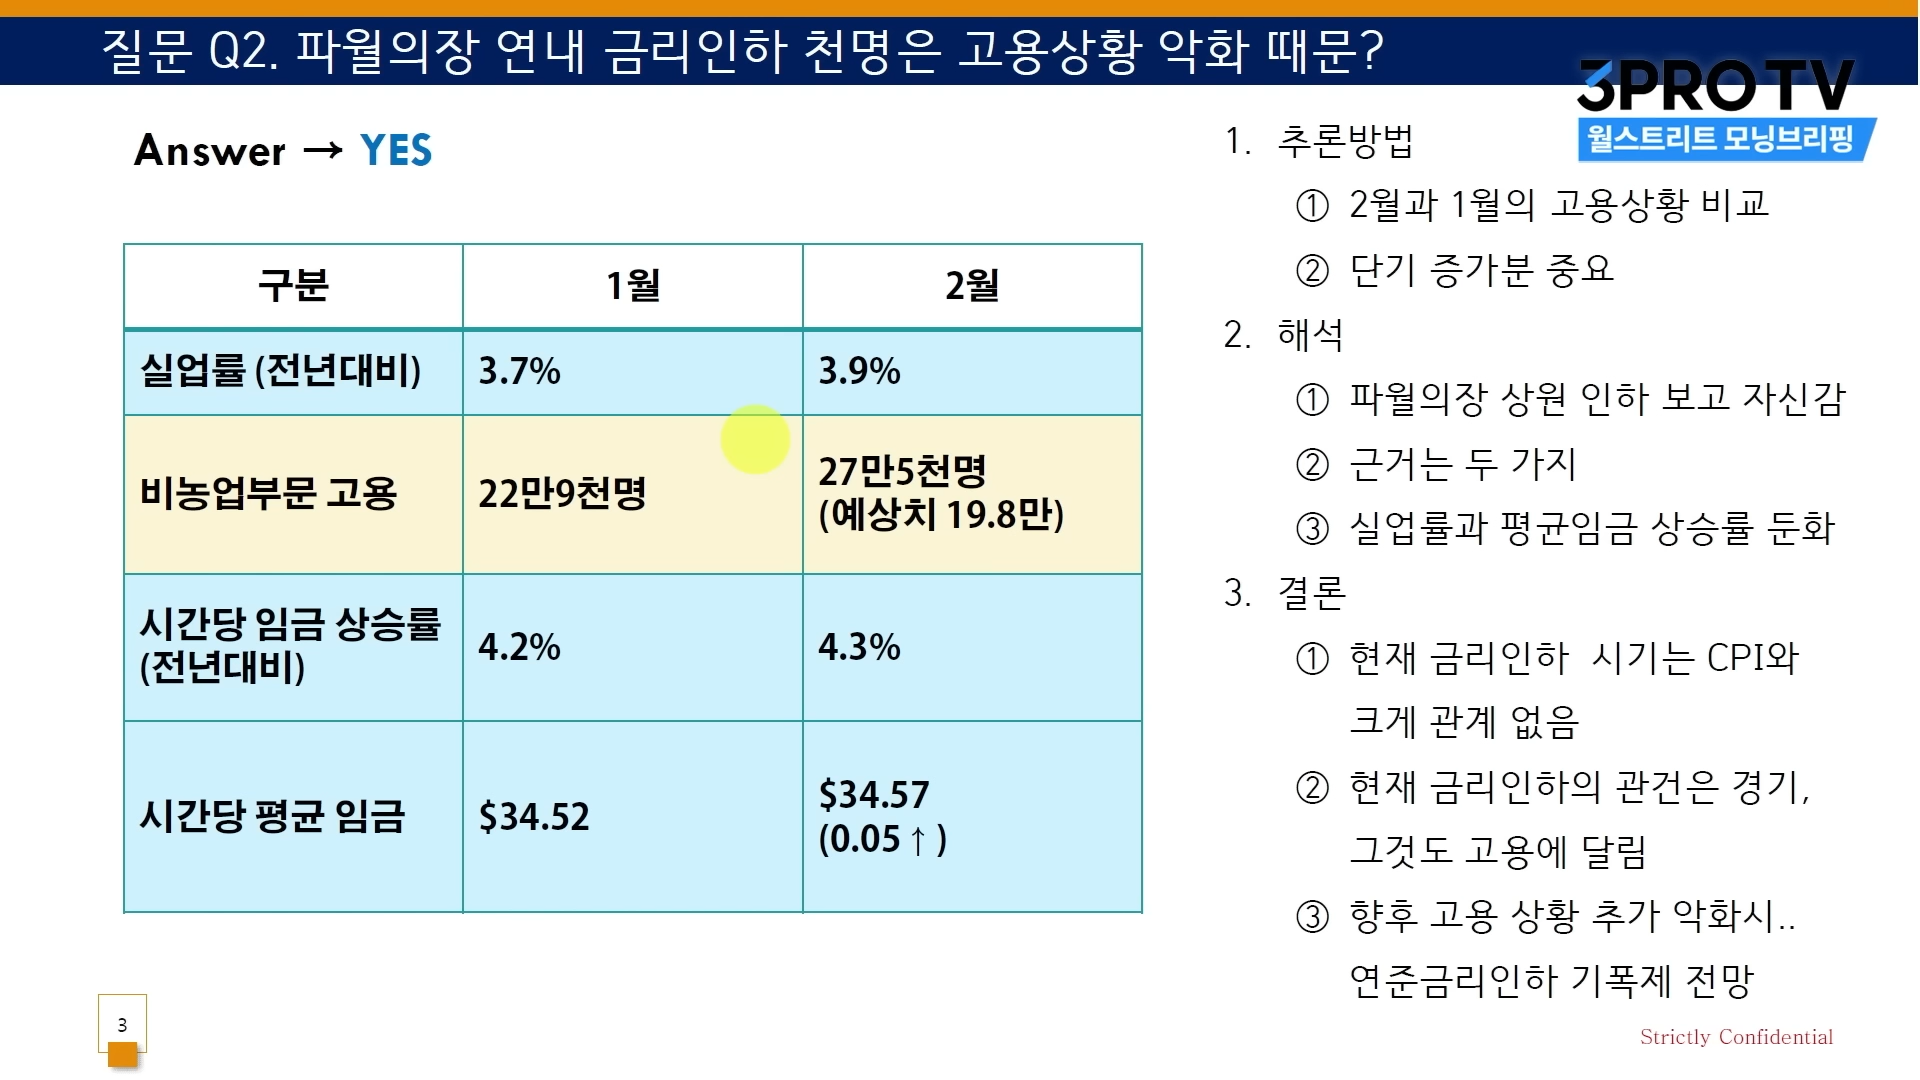 질문 Q2. 파월의장 연내 금리인하 천명은 고용상황 악화 때문?
3PRO TV
월스트리트 모닝브리핑
Answer → YES
구분 1월 2월
실업률 (전년대비) 3.7% 3.9%
비농업부문 고용 22만9천명 27만5천명
(예상치 19.8만)
시간당 임금 상승률
(전년대비) 4.2% 4.3%
시간당 평균 임금 $34.52 $34.57
(0.05 ↑ )
1. 추론방법
① 2월과 1월의 고용상황 비교
② 단기 증가분 중요
2. 해석
① 파월의장 상원 인하 보고 자신감
② 근거는 두 가지
③ 실업률과 평균임금 상승률 둔화
3. 결론
① 현재 금리인하 시기는 CPI와
크게 관계 없음
② 현재 금리인하의 관건은 경기,
그것도 고용에 달림
③ 향후 고용 상황 추가 악화시..
연준금리인하 기폭제 전망
3
Strictly Confidential